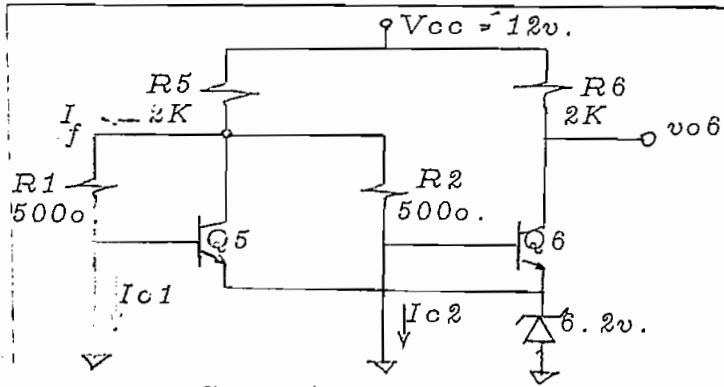 Vcc = 12v.
R5
2K
R6
2K
I f
vo6
R1
500o.
R2
500o.
Q5
Q6
Ic1
Ic2
6.2v.